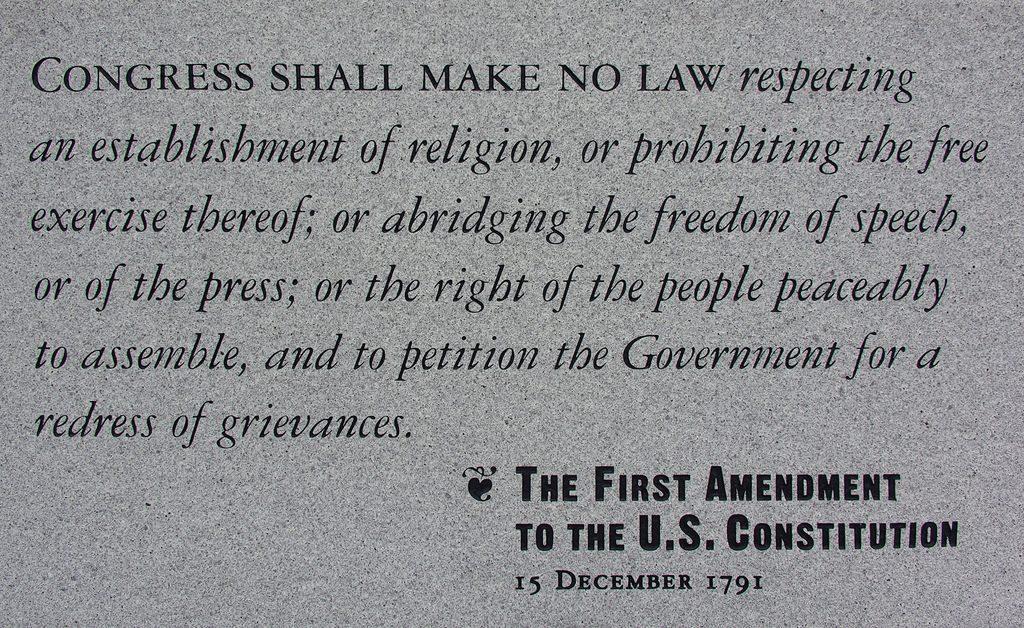 CONGRESS SHALL MAKE NO LAW respecting
an establishment of religion, or prohibiting the free
exercise thereof; or abridging the freedom of speech,
or of the press; or the right of the people peaceably
to assemble, and to petition the Government for a
redress of grievances.
❦ THE FIRST AMENDMENT
TO THE U.S. CONSTITUTION
15 DECEMBER 1791